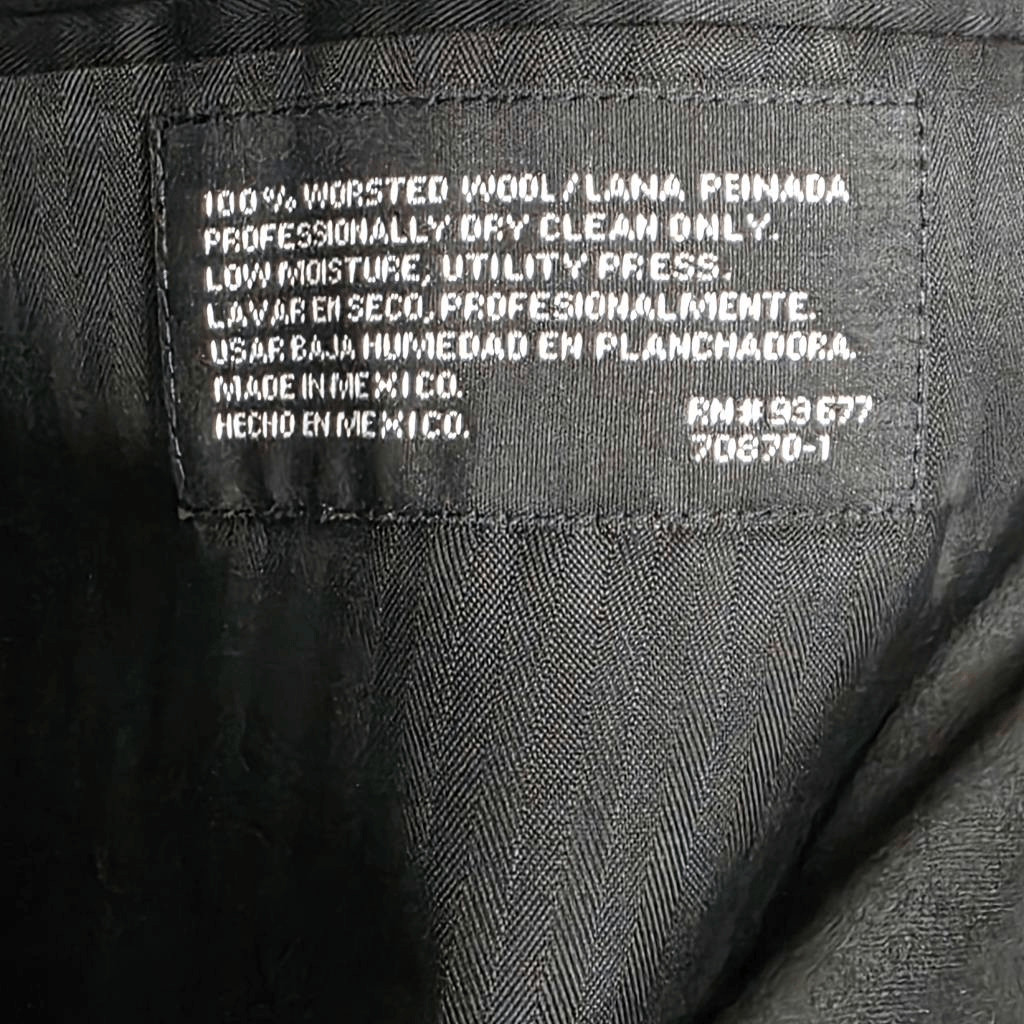 100% WORSTED WOOL/LANA PEINADA
PROFESSIONALLY DRY CLEAN ONLY.
LOW MOISTURE, UTILITY PRESS.
LAVAR EN SECO, PROFESIONALMENTE.
USAR BAJA HUMEDAD EN PLANCHADORA.
MADE IN MEXICO.
HECHO EN MEXICO.
RN# 93677
70870-1